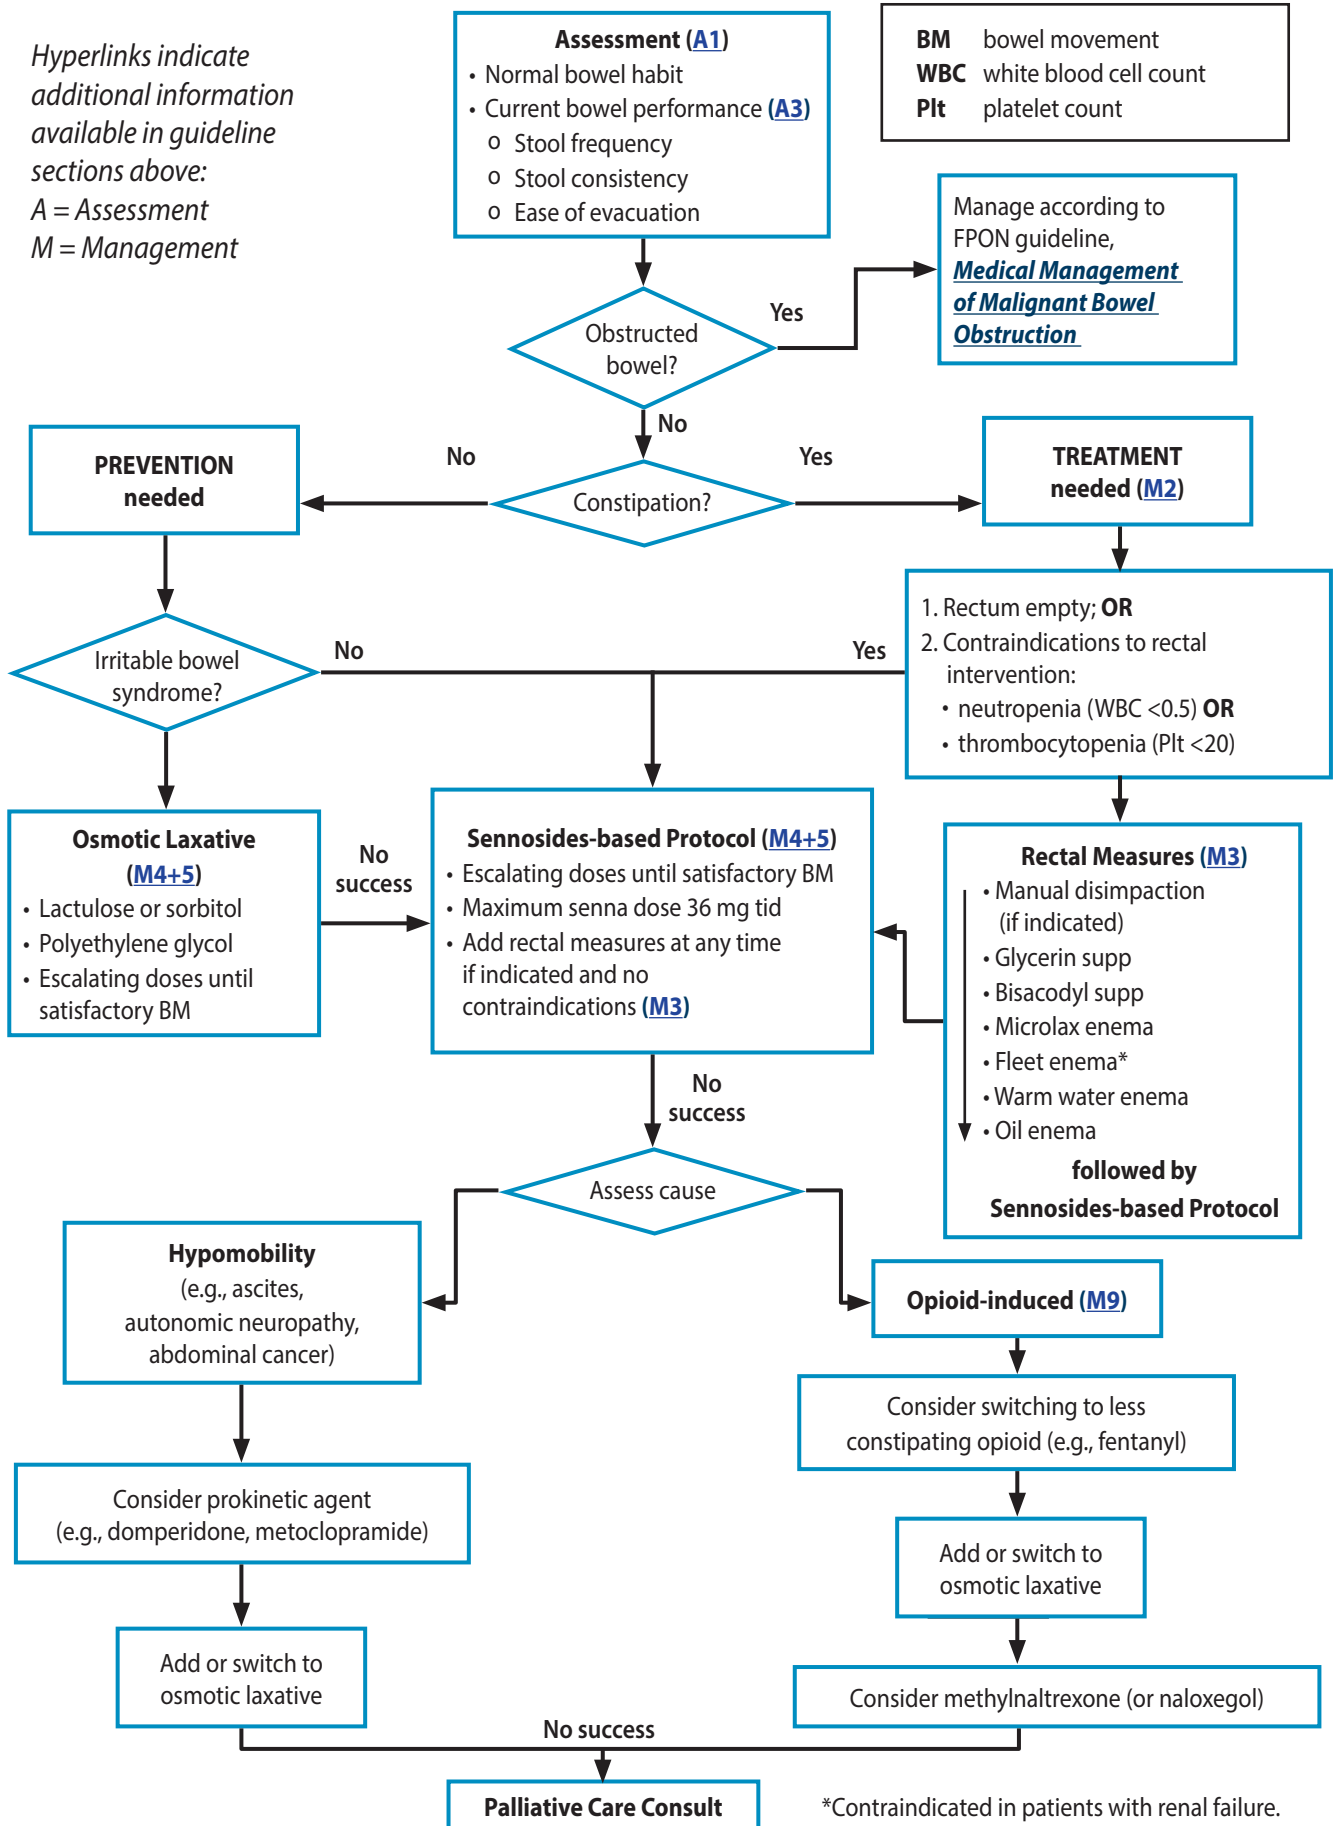 Hyperlinks indicate
additional information
available in guideline
sections above:
A = Assessment
M = Management
Assessment (A1)
• Normal bowel habit
• Current bowel performance (A3)
o Stool frequency
o Stool consistency
o Ease of evacuation
BM bowel movement
WBC white blood cell count
Plt platelet count
Manage according to
FPON guideline,
Medical Management
of Malignant Bowel
Obstruction
Obstructed
bowel?
Yes
No
PREVENTION
needed
No
Constipation?
Yes
TREATMENT
needed (M2)
Irritable bowel
syndrome?
No
Yes
1. Rectum empty; OR
2. Contraindications to rectal
intervention:
• neutropenia (WBC <0.5) OR
• thrombocytopenia (Plt <20)
Osmotic Laxative
(M4+5)
• Lactulose or sorbitol
• Polyethylene glycol
• Escalating doses until
satisfactory BM
No
success
Sennosides-based Protocol (M4+5)
• Escalating doses until satisfactory BM
• Maximum senna dose 36 mg tid
• Add rectal measures at any time
if indicated and no
contraindications (M3)
Rectal Measures (M3)
• Manual disimpaction
(if indicated)
• Glycerin supp
• Bisacodyl supp
• Microlax enema
• Fleet enema*
• Warm water enema
• Oil enema
followed by
Sennosides-based Protocol
No
success
Assess cause
Hypomobility
(e.g., ascites,
autonomic neuropathy,
abdominal cancer)
Opioid-induced (M9)
Consider switching to less
constipating opioid (e.g., fentanyl)
Consider prokinetic agent
(e.g., domperidone, metoclopramide)
Add or switch to
osmotic laxative
Add or switch to
osmotic laxative
Consider methylnaltrexone (or naloxegol)
No success
Palliative Care Consult
*Contraindicated in patients with renal failure.